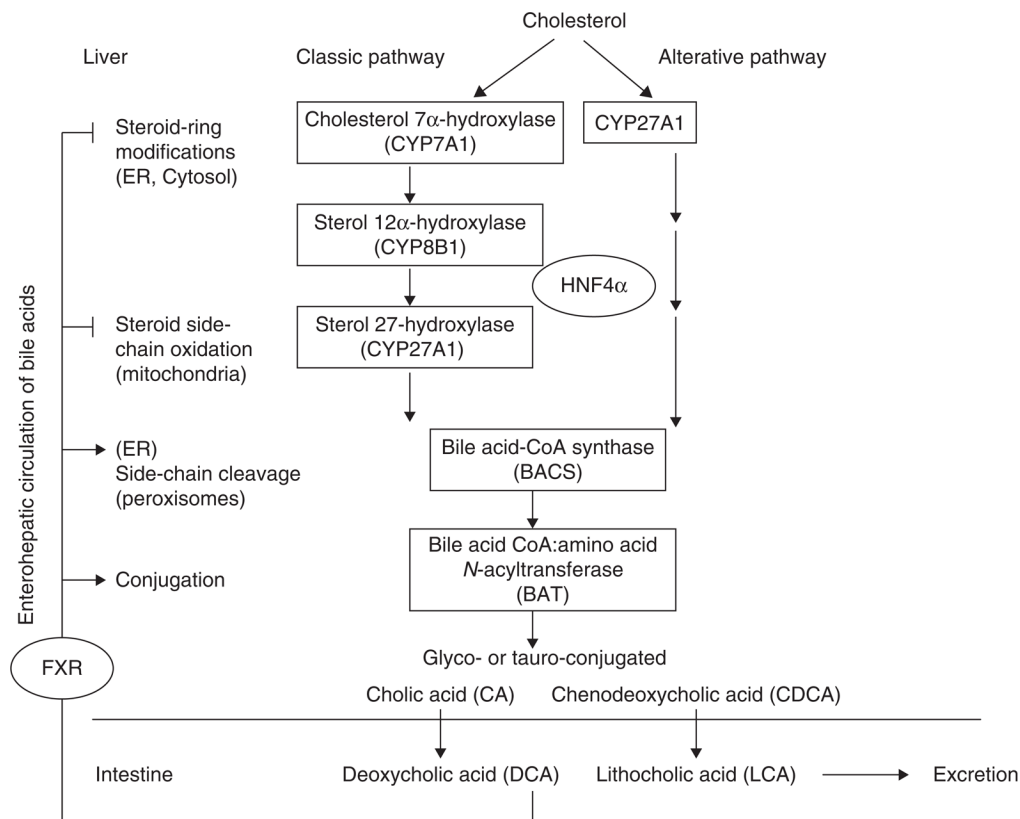 Cholesterol
Liver
Classic pathway
Alterative pathway
Steroid-ring
modifications
(ER, Cytosol)
Cholesterol 7α-hydroxylase
(CYP7A1)
CYP27A1
Sterol 12α-hydroxylase
(CYP8B1)
HNF4α
Steroid side-
chain oxidation
(mitochondria)
Sterol 27-hydroxylase
(CYP27A1)
Enterohepatic circulation of bile acids
(ER)
Side-chain cleavage
(peroxisomes)
Bile acid-CoA synthase
(BACS)
Conjugation
Bile acid CoA:amino acid
N-acyltransferase
(BAT)
FXR
Glyco- or tauro-conjugated
Cholic acid (CA)
Chenodeoxycholic acid (CDCA)
Intestine
Deoxycholic acid (DCA)
Lithocholic acid (LCA)
Excretion